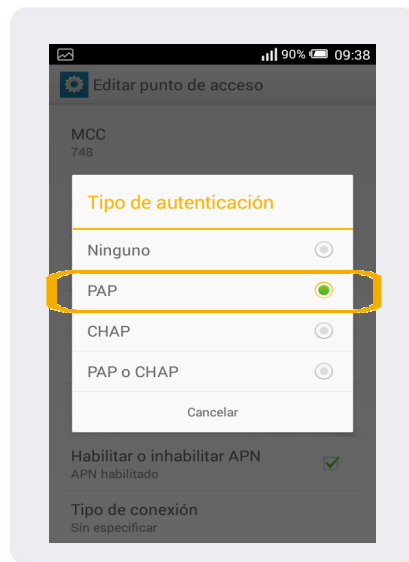 90% 09:38
Editar punto de acceso
MCC
748
Tipo de autenticación
Ninguno
PAP
CHAP
PAP o CHAP
Cancelar
Habilitar o inhabilitar APN
APN habilitado
Tipo de conexión
Sin especificar